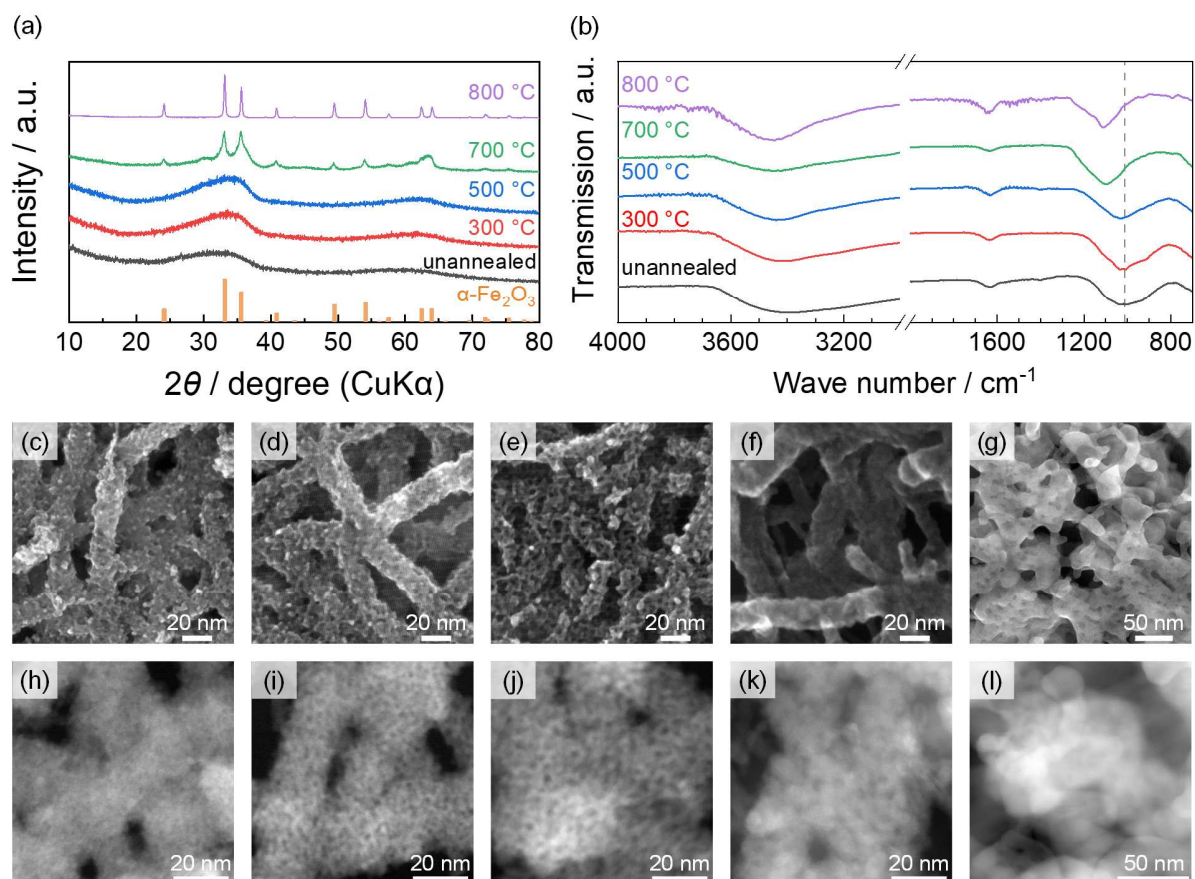 (a)
Intensity / a.u.
800 °C
700 °C
500 °C
300 °C
unannealed
α-Fe₂O₃
10 20 30 40 50 60 70 80
2θ / degree (CuKα)
(b)
Transmission / a.u.
800 °C
700 °C
500 °C
300 °C
unannealed
4000 3600 3200 1600 1200 800
Wave number / cm⁻¹
(c) 20 nm
(d) 20 nm
(e) 20 nm
(f) 20 nm
(g) 50 nm
(h) 20 nm
(i) 20 nm
(j) 20 nm
(k) 20 nm
(l) 50 nm